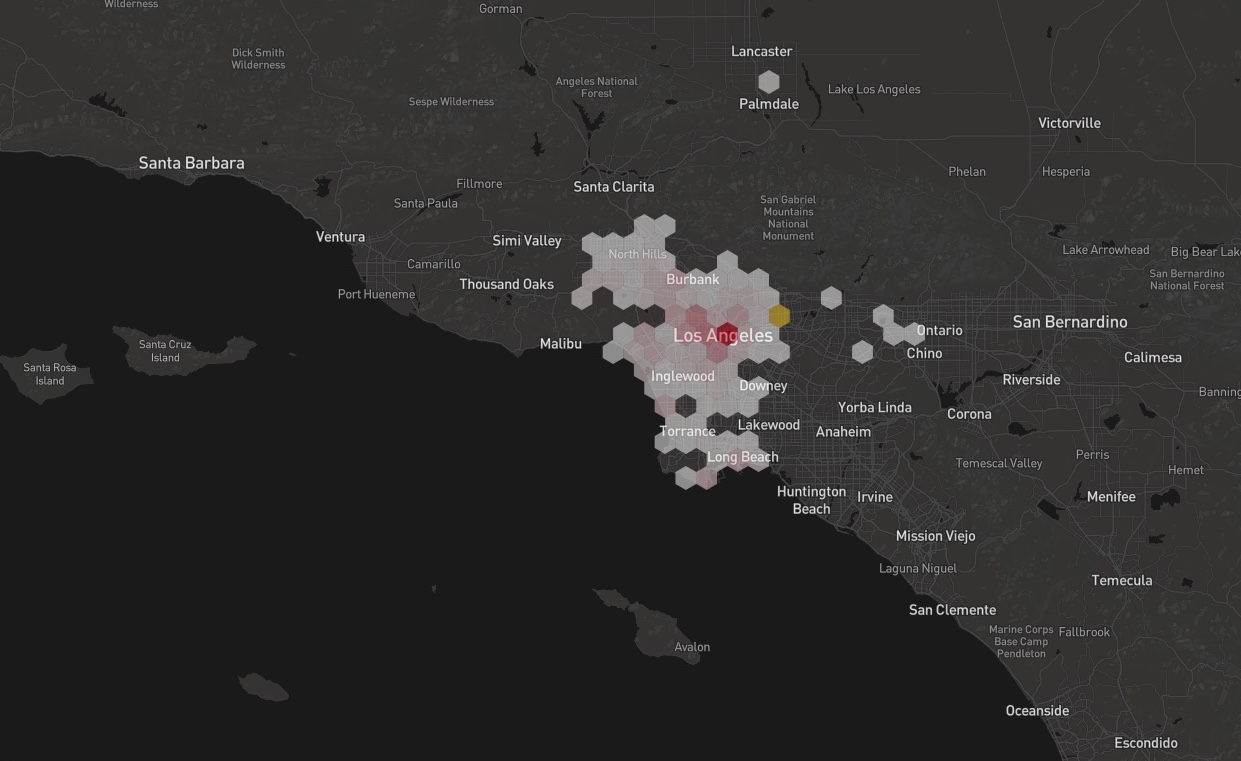 Wilderness
Gorman
Lancaster
Dick Smith
Wilderness
Angeles National
Forest
Lake Los Angeles
Sespe Wilderness
Palmdale
Victorville
Santa Barbara
Phelan
Hesperia
Fillmore
Santa Clarita
Santa Paula
San Gabriel
Mountains
National
Monument
Ventura
Simi Valley
North Hills
Lake Arrowhead
Big Bear Lake
Camarillo
Burbank
San Bernardino
National Forest
Thousand Oaks
Port Hueneme
Los Angeles
Ontario
San Bernardino
Malibu
Santa Cruz
Island
Chino
Calimesa
Santa Rosa
Island
Inglewood
Downey
Riverside
Banning
Yorba Linda
Corona
Torrance
Lakewood
Anaheim
Long Beach
Temescal Valley
Perris
Hemet
Huntington
Beach
Irvine
Menifee
Mission Viejo
Laguna Niguel
Temecula
San Clemente
Marine Corps
Base Camp
Pendleton
Fallbrook
Avalon
Oceanside
Escondido